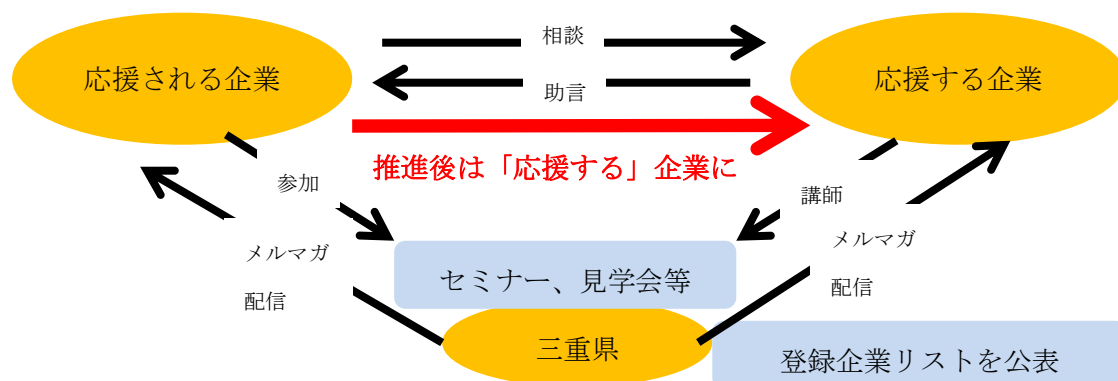 相談
応援される企業
応援する企業
助言
推進後は「応援する」企業に
参加
講師
メルマガ
配信
メルマガ
配信
セミナー、見学会等
三重県
登録企業リストを公表